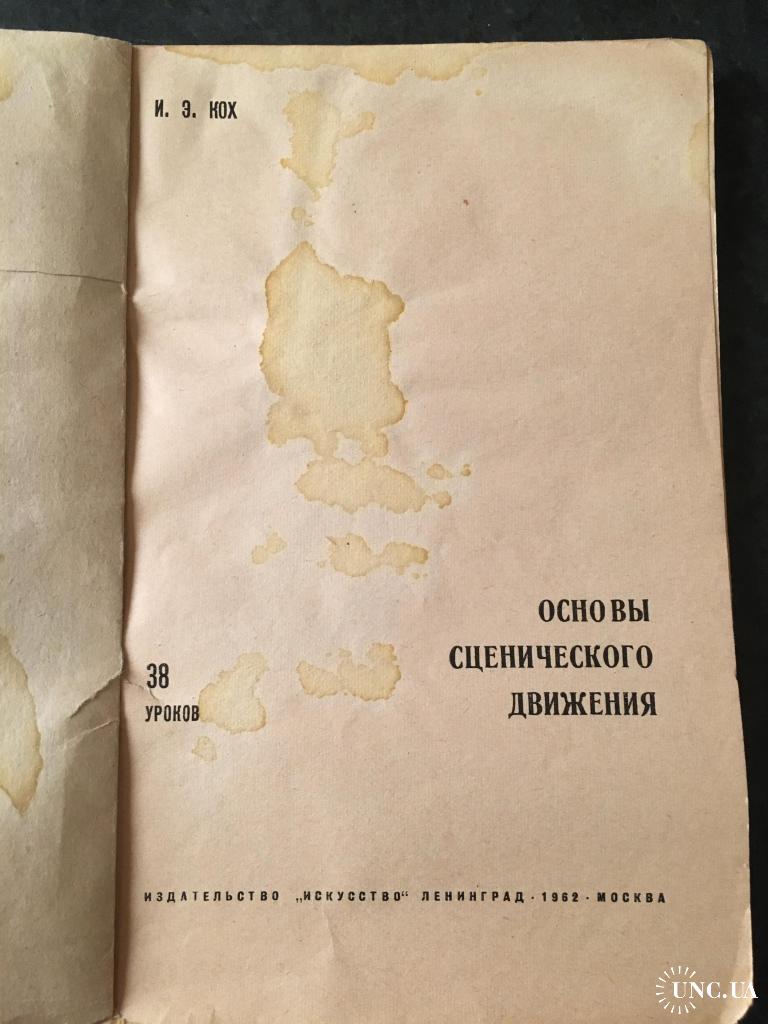 И. Э. КОХ
ОСНОВЫ
СЦЕНИЧЕСКОГО
ДВИЖЕНИЯ
38
УРОКОВ
ИЗДАТЕЛЬСТВО „ИСКУССТВО“ ЛЕНИНГРАД · 1962 · МОСКВА
UNC.UA